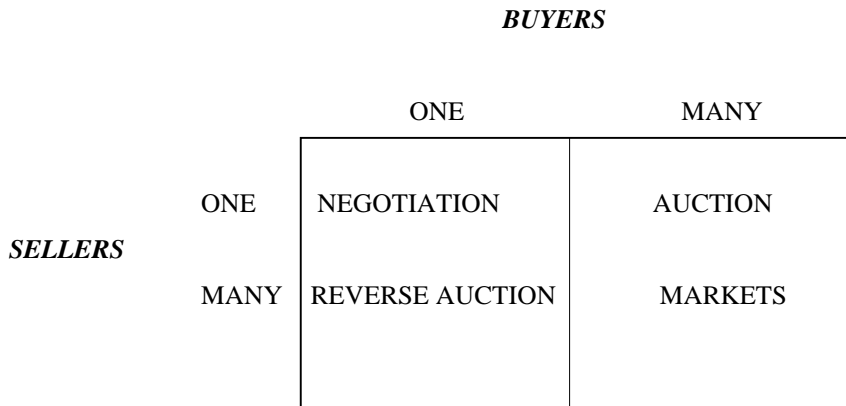 BUYERS
ONE MANY
ONE NEGOTIATION AUCTION
SELLERS
MANY REVERSE AUCTION MARKETS